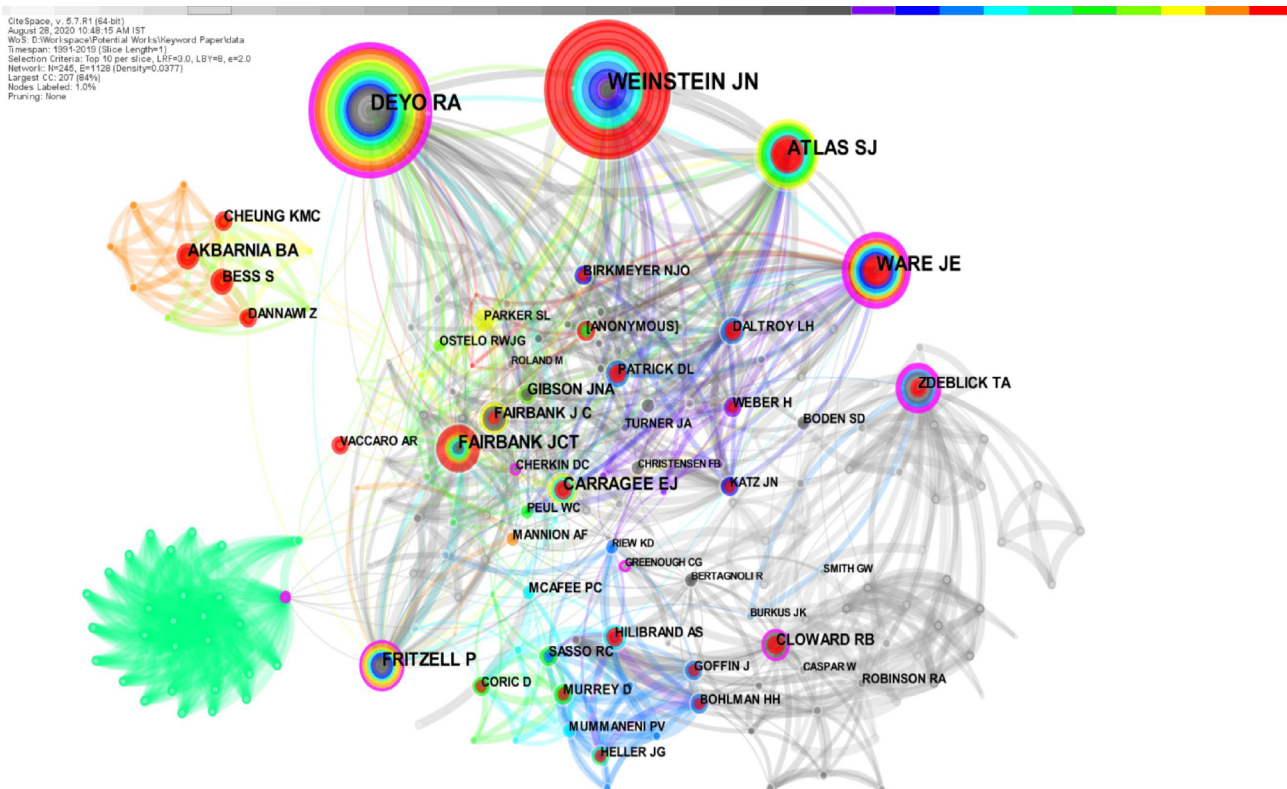 CiteSpace, v. 5.7.R1 (64-bit)
August 28, 2020 10:48:15 AM IST
WoS: D:\Workspace\Potential Works\Keyword Paper\data
Timespan: 1991-2019 (Slice Length=1)
Selection Criteria: Top 10 per slice, LRF=3.0, LBY=8, e=2.0
Network: N=245, E=1128 (Density=0.0377)
Largest CC: 207 (84%)
Nodes Labeled: 1.0%
Pruning: None
WEINSTEIN JN
DEYO RA
ATLAS SJ
CHEUNG KMC
AKBARNIA BA
WARE JE
BESS S
BIRKMEYER NJO
DANNAWI Z
PARKER SL
[ANONYMOUS]
DALTROY LH
OSTELO RWJG
ROLAND M
PATRICK DL
ZDEBLICK TA
GIBSON JNA
WEBER H
FAIRBANK J C
BODEN SD
TURNER JA
VACCARO AR
FAIRBANK JCT
CHERKIN DC
CHRISTENSEN FB
CARRAGEE EJ
KATZ JN
PEUL WC
MANNION AF
RIEW KD
GREENOUGH CG
SMITH GW
BERTAGNOLI R
MCAFEE PC
BURKUS JK
HILIBRAND AS
CLOWARD RB
SASSO RC
FRITZELL P
CASPAR W
GOFFIN J
ROBINSON RA
CORIC D
MURREY D
BOHLMAN HH
MUMMANENI PV
HELLER JG